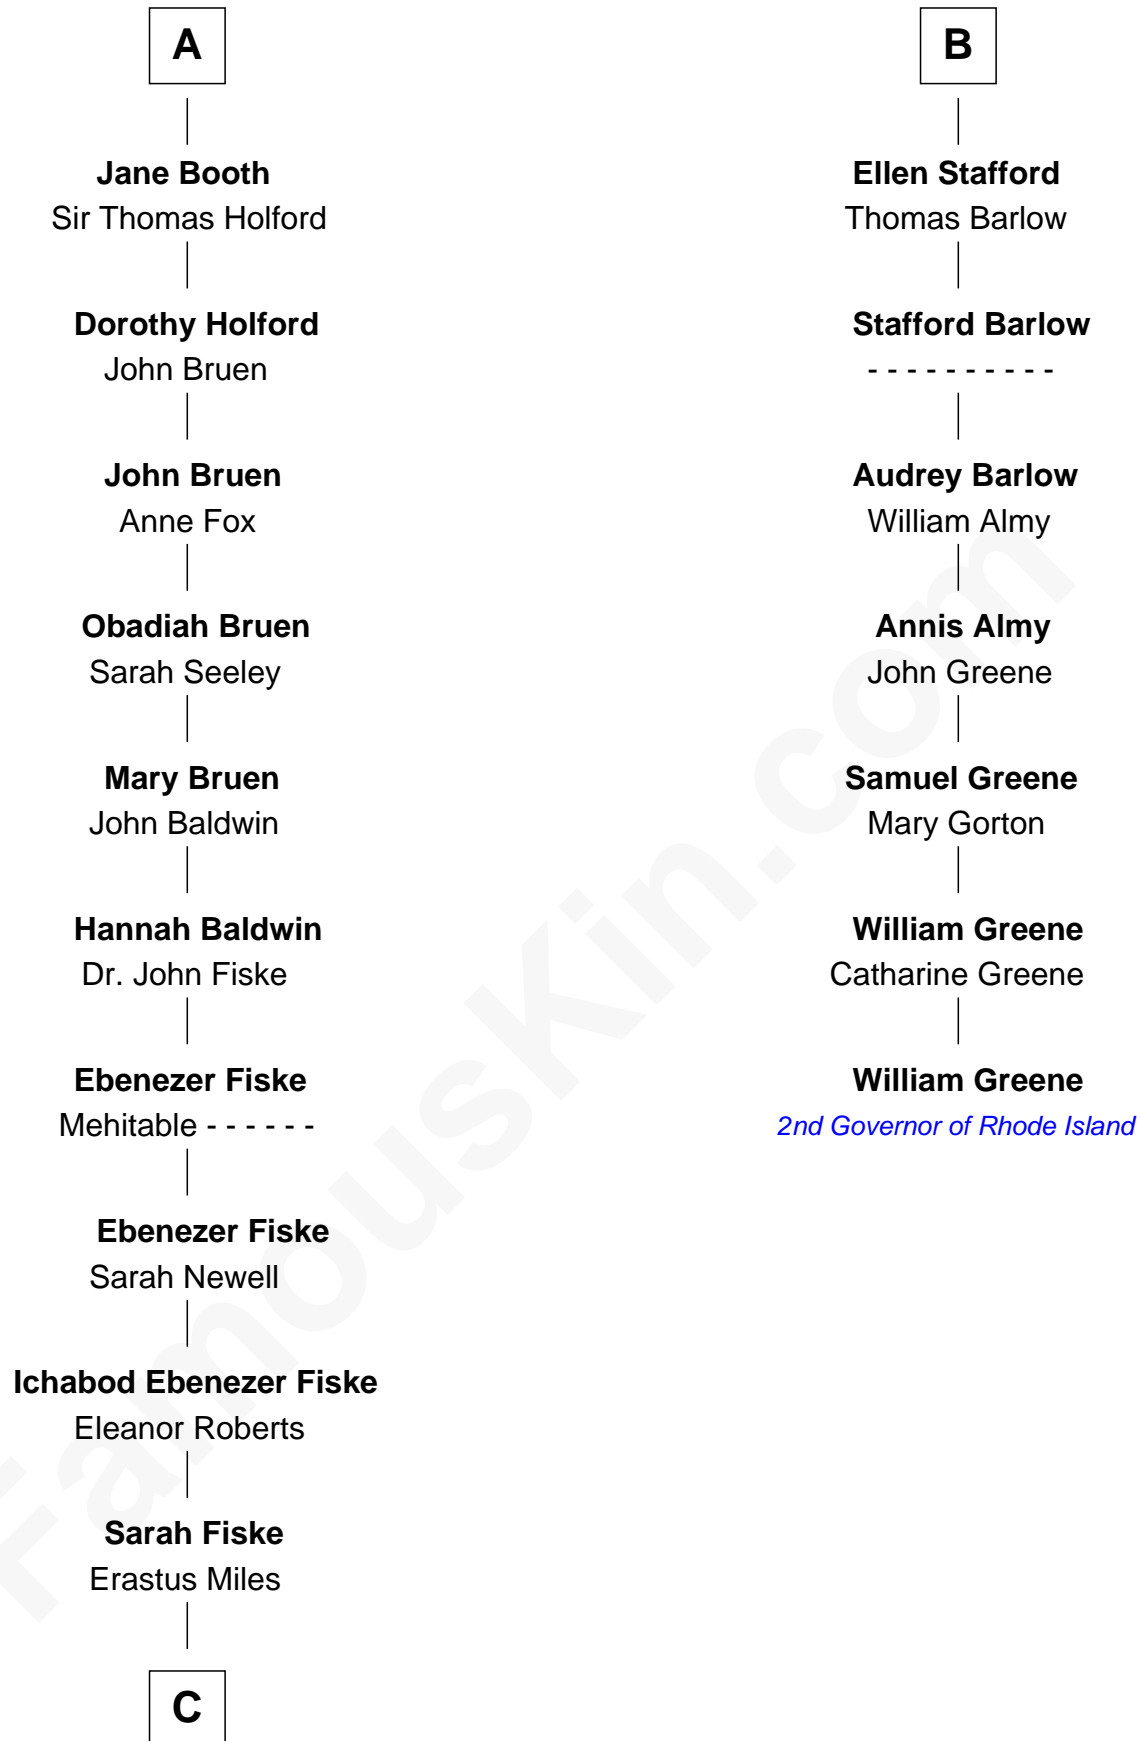 A
Jane Booth
Sir Thomas Holford
Dorothy Holford
John Bruen
John Bruen
Anne Fox
Obadiah Bruen
Sarah Seeley
Mary Bruen
John Baldwin
Hannah Baldwin
Dr. John Fiske
Ebenezer Fiske
Mehitable - - - - - -
Ebenezer Fiske
Sarah Newell
Ichabod Ebenezer Fiske
Eleanor Roberts
Sarah Fiske
Erastus Miles
C
B
Ellen Stafford
Thomas Barlow
Stafford Barlow
- - - - - - - - - -
Audrey Barlow
William Almy
Annis Almy
John Greene
Samuel Greene
Mary Gorton
William Greene
Catharine Greene
William Greene
2nd Governor of Rhode Island
FamousKin.com